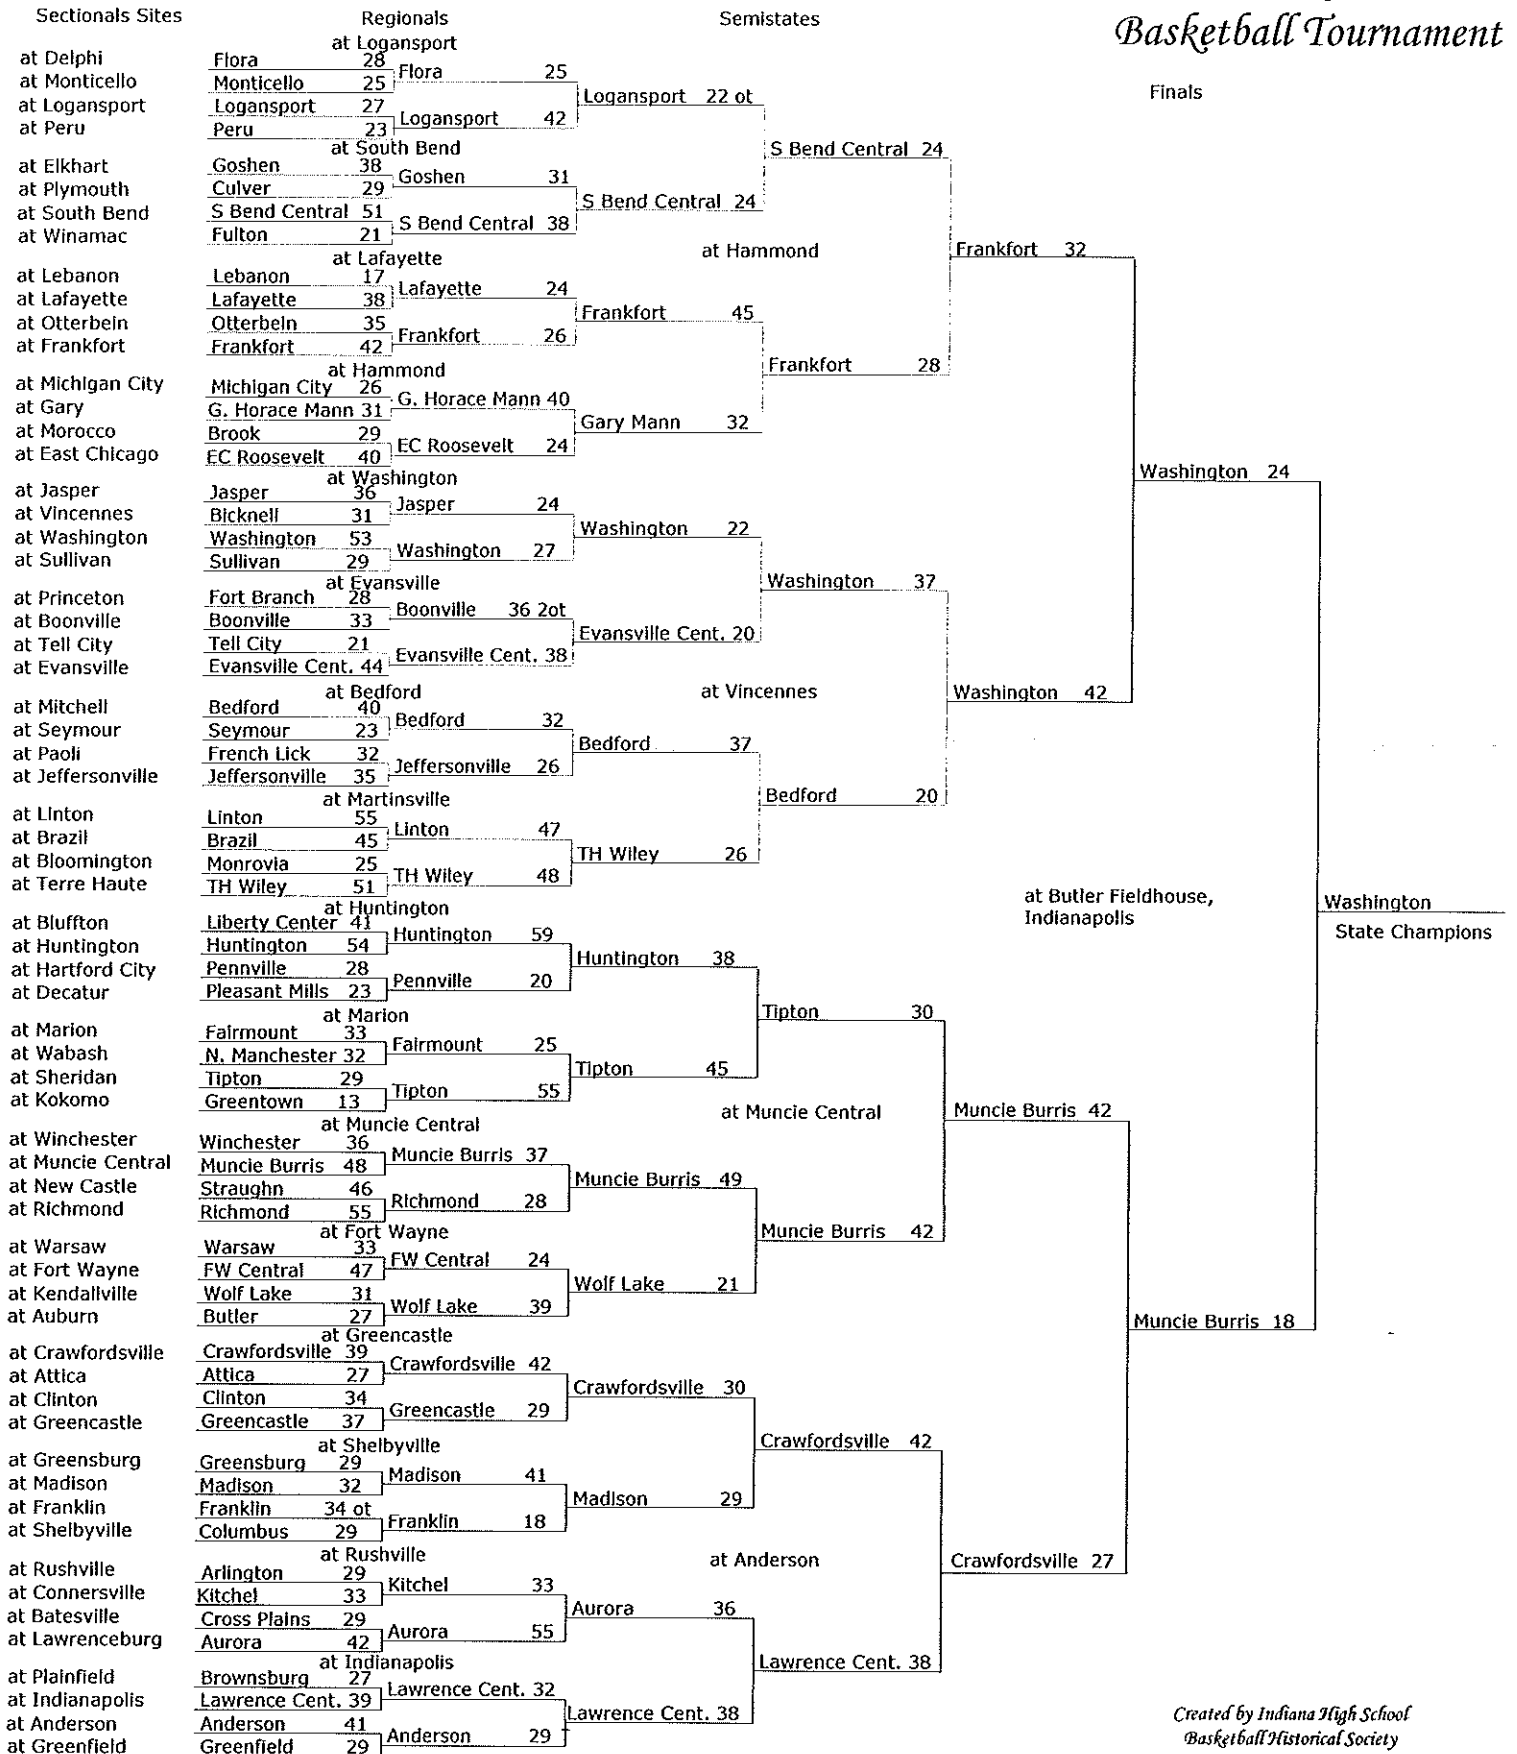 Sectionals Sites
Regionals
Semistates
Basketball Tournament
Finals
at Logansport
at Delphi Flora 28
at Monticello Monticello 25
Flora 25
at Logansport Logansport 27
at Peru Peru 23
Logansport 42
Logansport 22 ot
at South Bend
at Elkhart Goshen 38
at Plymouth Culver 29
Goshen 31
at South Bend S Bend Central 51
at Winamac Fulton 21
S Bend Central 38
S Bend Central 24
S Bend Central 24
at Hammond
at Lafayette
at Lebanon Lebanon 17
at Lafayette Lafayette 38
Lafayette 24
at Otterbein Otterbein 35
at Frankfort Frankfort 42
Frankfort 26
Frankfort 45
at Hammond
at Michigan City Michigan City 26
at Gary G. Horace Mann 31
G. Horace Mann 40
at Morocco Brook 29
at East Chicago EC Roosevelt 40
EC Roosevelt 24
Gary Mann 32
Frankfort 28
Frankfort 32
at Washington
at Jasper Jasper 36
at Vincennes Bicknell 31
Jasper 24
at Washington Washington 53
at Sullivan Sullivan 29
Washington 27
Washington 22
at Evansville
at Princeton Fort Branch 28
at Boonville Boonville 33
Boonville 36 2ot
at Tell City Tell City 21
at Evansville Evansville Cent. 44
Evansville Cent. 38
Evansville Cent. 20
Washington 37
at Vincennes
at Bedford
at Mitchell Bedford 40
at Seymour Seymour 23
Bedford 32
at Paoli French Lick 32
at Jeffersonville Jeffersonville 35
Jeffersonville 26
Bedford 37
at Martinsville
at Linton Linton 55
at Brazil Brazil 45
Linton 47
at Bloomington Monrovia 25
at Terre Haute TH Wiley 51
TH Wiley 48
TH Wiley 26
Bedford 20
Washington 42
Washington 24
at Butler Fieldhouse,
Indianapolis
Washington
State Champions
at Huntington
at Bluffton Liberty Center 41
at Huntington Huntington 54
Huntington 59
at Hartford City Pennville 28
at Decatur Pleasant Mills 23
Pennville 20
Huntington 38
at Marion
at Marion Fairmount 33
at Wabash N. Manchester 32
Fairmount 25
at Sheridan Tipton 29
at Kokomo Greentown 13
Tipton 55
Tipton 45
Tipton 30
at Muncie Central
at Muncie Central
at Winchester Winchester 36
at Muncie Central Muncie Burris 48
Muncie Burris 37
at New Castle Straughn 46
at Richmond Richmond 55
Richmond 28
Muncie Burris 49
at Fort Wayne
at Warsaw Warsaw 33
at Fort Wayne FW Central 47
FW Central 24
at Kendallville Wolf Lake 31
at Auburn Butler 27
Wolf Lake 39
Wolf Lake 21
Muncie Burris 42
Muncie Burris 42
Muncie Burris 18
at Greencastle
at Crawfordsville Crawfordsville 39
at Attica Attica 27
Crawfordsville 42
at Clinton Clinton 34
at Greencastle Greencastle 37
Greencastle 29
Crawfordsville 30
at Shelbyville
at Greensburg Greensburg 29
at Madison Madison 32
Madison 41
at Franklin Franklin 34 ot
at Shelbyville Columbus 29
Franklin 18
Madison 29
Crawfordsville 42
at Anderson
at Rushville
at Rushville Arlington 29
at Connersville Kitchel 33
Kitchel 33
at Batesville Cross Plains 29
at Lawrenceburg Aurora 42
Aurora 55
Aurora 36
at Indianapolis
at Plainfield Brownsburg 27
at Indianapolis Lawrence Cent. 39
Lawrence Cent. 32
at Anderson Anderson 41
at Greenfield Greenfield 29
Anderson 29
Lawrence Cent. 38
Lawrence Cent. 38
Crawfordsville 27
Created by Indiana High School
Basketball Historical Society